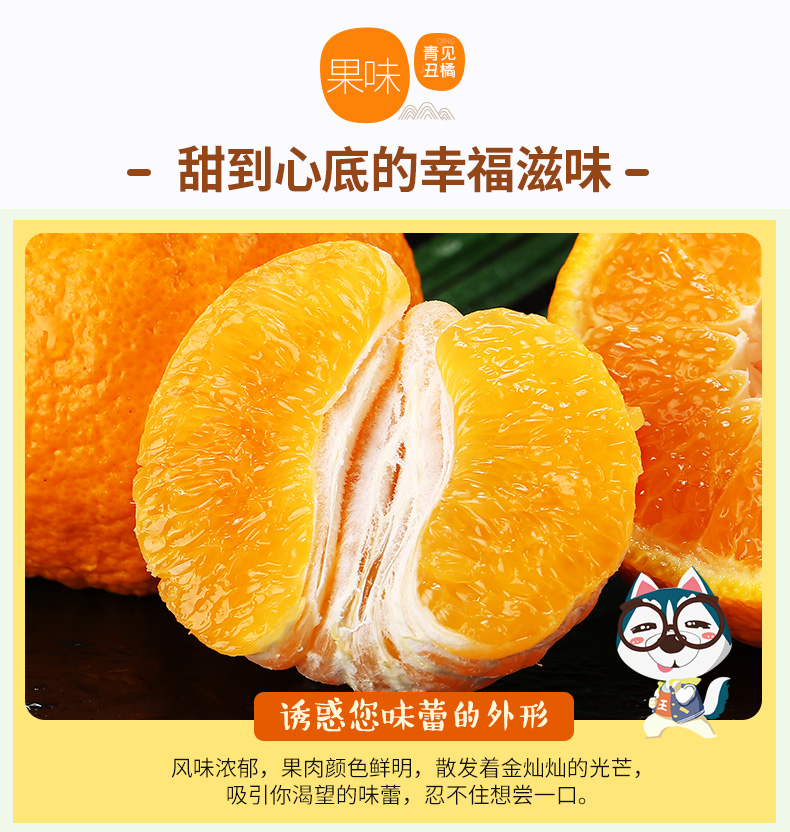 果味
青见
丑橘
- 甜到心底的幸福滋味 -
王
诱惑您味蕾的外形
风味浓郁，果肉颜色鲜明，散发着金灿灿的光芒，
吸引你渴望的味蕾，忍不住想尝一口。